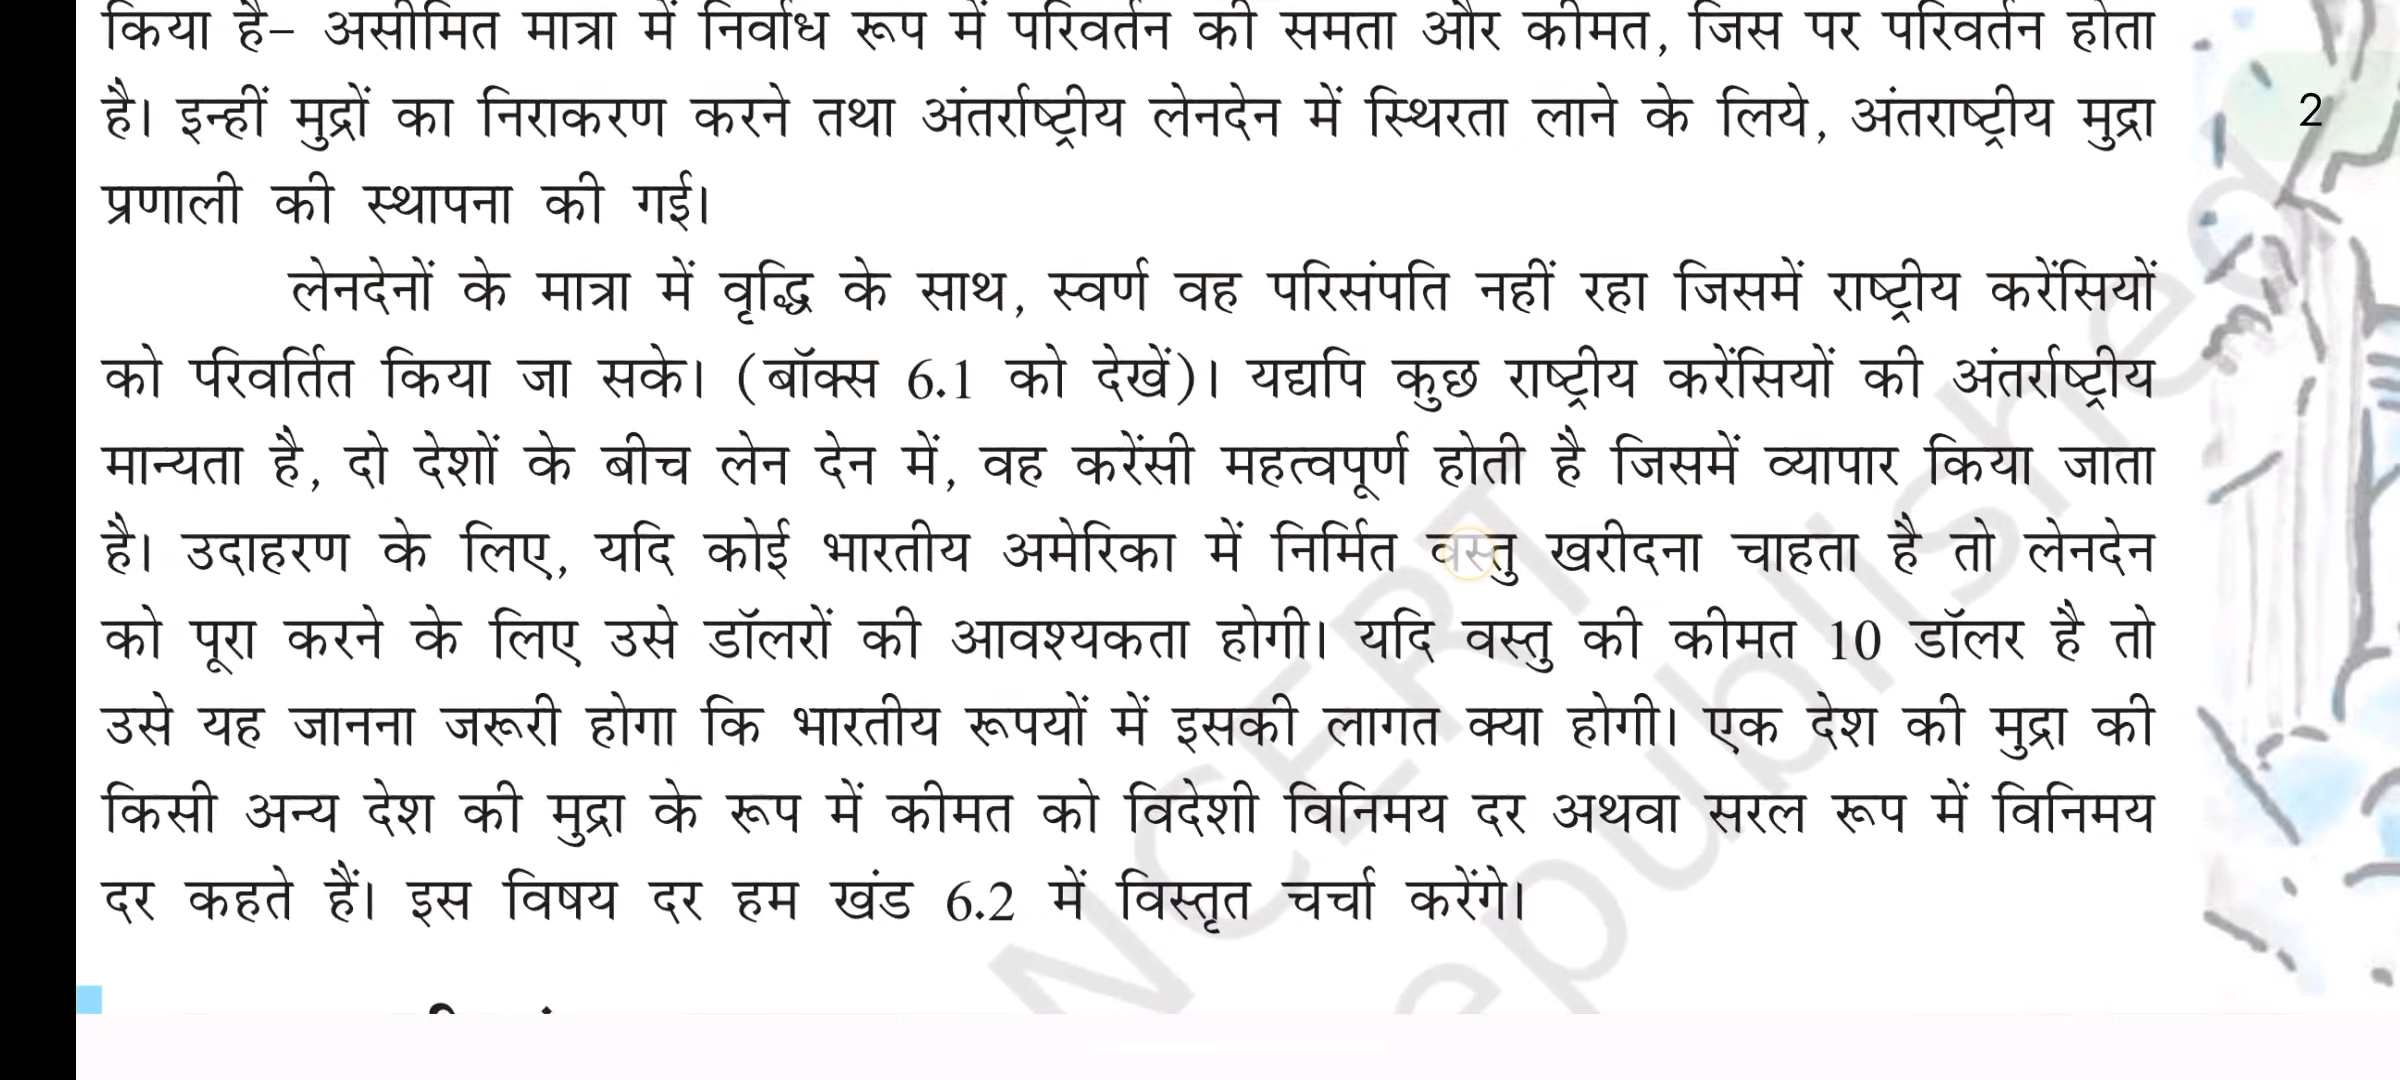 किया है– असीमित मात्रा में निर्वाध रूप में परिवर्तन की समता और कीमत, जिस पर परिवर्तन होता
है। इन्हीं मुद्रों का निराकरण करने तथा अंतर्राष्ट्रीय लेनदेन में स्थिरता लाने के लिये, अंतराष्ट्रीय मुद्रा
2
प्रणाली की स्थापना की गई।
लेनदेनों के मात्रा में वृद्धि के साथ, स्वर्ण वह परिसंपति नहीं रहा जिसमें राष्ट्रीय करेंसियों
को परिवर्तित किया जा सके। (बॉक्स 6.1 को देखें)। यद्यपि कुछ राष्ट्रीय करेंसियों की अंतर्राष्ट्रीय
मान्यता है, दो देशों के बीच लेन देन में, वह करेंसी महत्वपूर्ण होती है जिसमें व्यापार किया जाता
है। उदाहरण के लिए, यदि कोई भारतीय अमेरिका में निर्मित वस्तु खरीदना चाहता है तो लेनदेन
को पूरा करने के लिए उसे डॉलरों की आवश्यकता होगी। यदि वस्तु की कीमत 10 डॉलर है तो
उसे यह जानना जरूरी होगा कि भारतीय रूपयों में इसकी लागत क्या होगी। एक देश की मुद्रा की
किसी अन्य देश की मुद्रा के रूप में कीमत को विदेशी विनिमय दर अथवा सरल रूप में विनिमय
दर कहते हैं। इस विषय दर हम खंड 6.2 में विस्तृत चर्चा करेंगे।
NCERT
republished